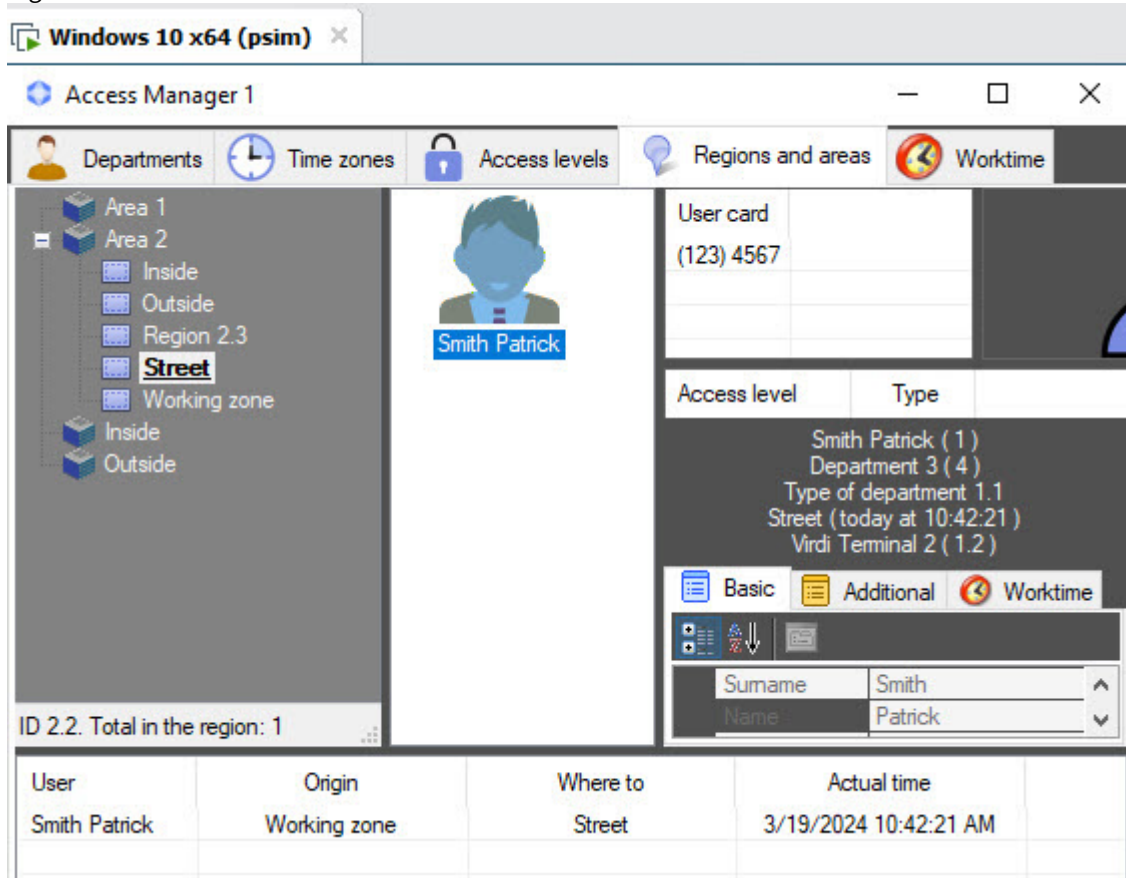 Windows 10 x64 (psim)
Access Manager 1
Departments Time zones Access levels Regions and areas Worktime
Area 1
Area 2
Inside
Outside
Region 2.3
Street
Working zone
Inside
Outside
ID 2.2. Total in the region: 1
Smith Patrick
User card
(123) 4567
Access level Type
Smith Patrick ( 1 )
Department 3 ( 4 )
Type of department 1.1
Street ( today at 10:42:21 )
Virdi Terminal 2 ( 1.2 )
Basic Additional Worktime
Surname Smith
Name Patrick
User Origin Where to Actual time
Smith Patrick Working zone Street 3/19/2024 10:42:21 AM